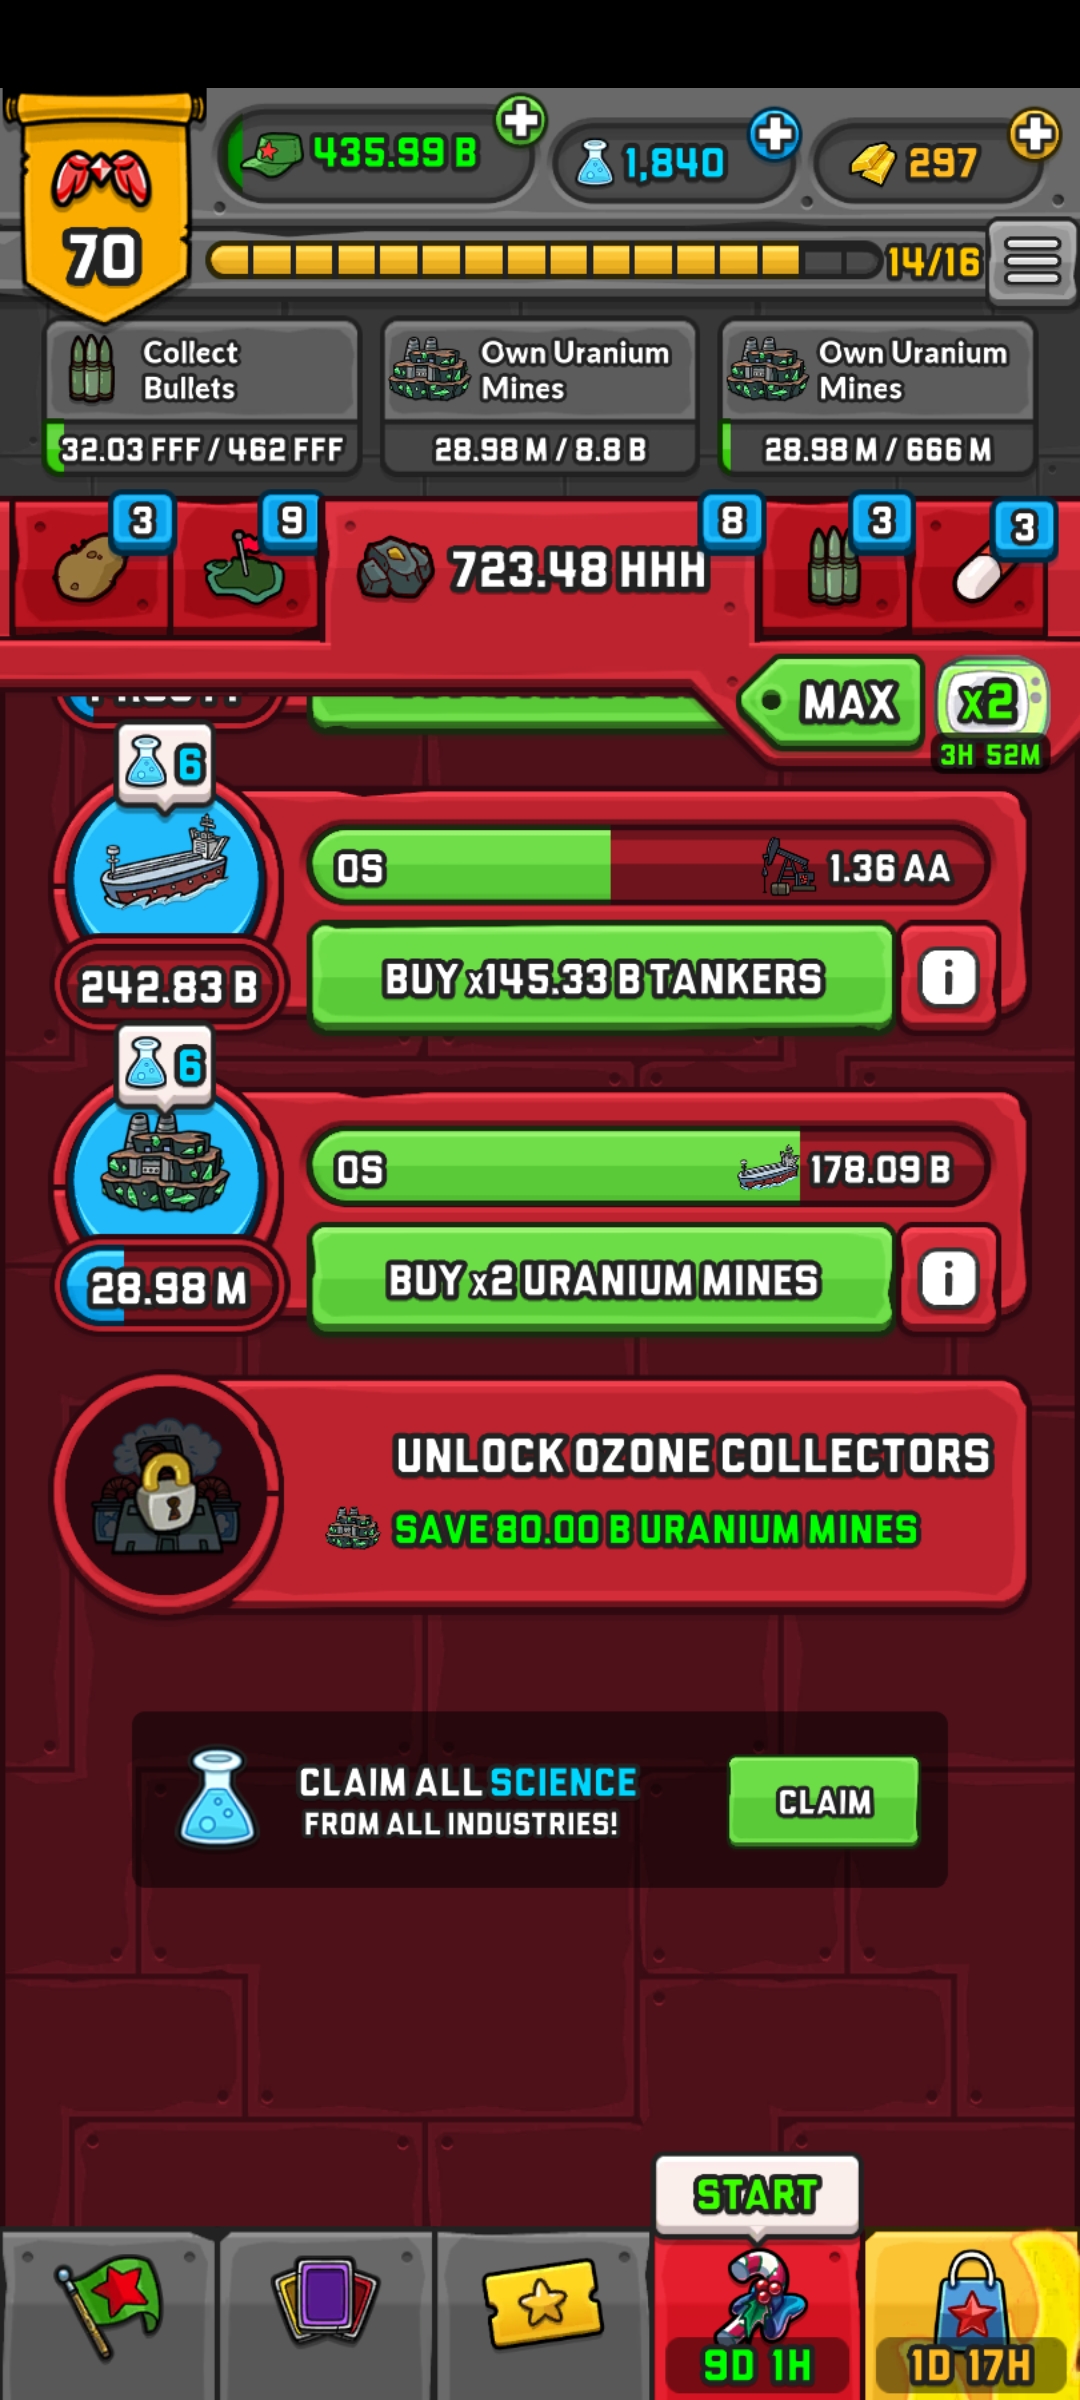 435.99 B
1,840
297
70
14/16
Collect
Bullets
32.03 FFF / 462 FFF
Own Uranium
Mines
28.98 M / 8.8 B
Own Uranium
Mines
28.98 M / 666 M
3
9
723.48 HHH
8
3
3
MAX
x2
3H 52M
6
0S
1.36 AA
242.83 B
BUY x145.33 B TANKERS
i
6
0S
178.09 B
28.98 M
BUY x2 URANIUM MINES
i
UNLOCK OZONE COLLECTORS
SAVE 80.00 B URANIUM MINES
CLAIM ALL SCIENCE
FROM ALL INDUSTRIES!
CLAIM
START
9D 1H
1D 17H